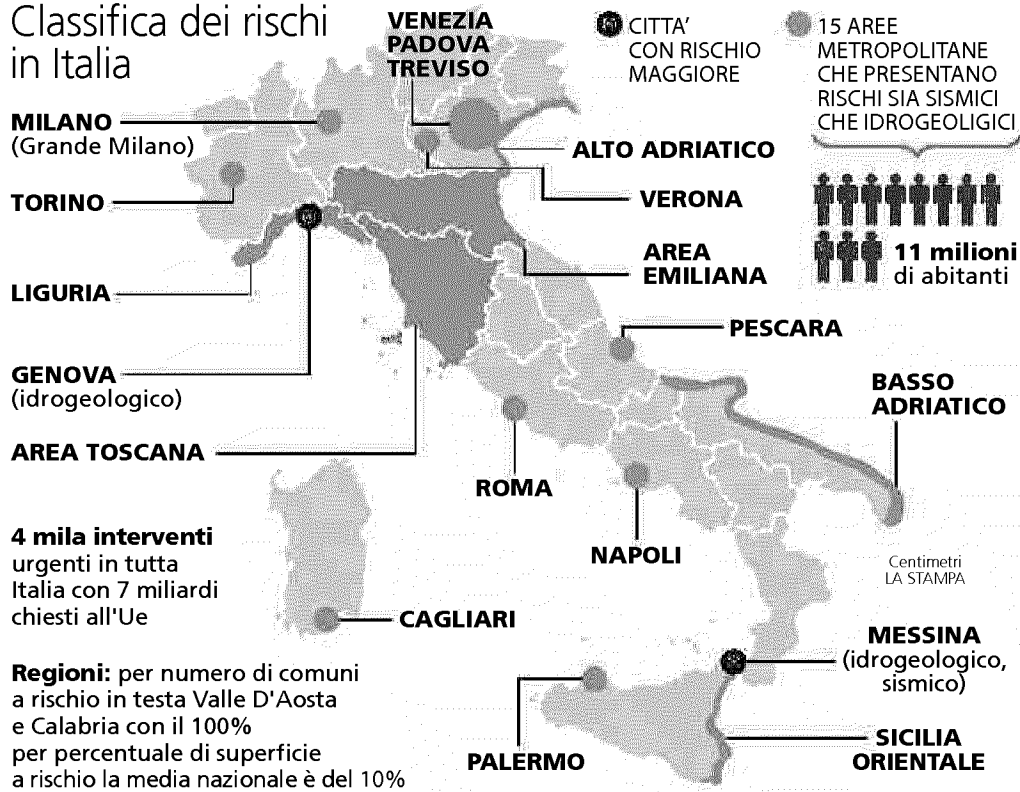 Classifica dei rischi
in Italia
VENEZIA
PADOVA
TREVISO
CITTA'
CON RISCHIO
MAGGIORE
15 AREE
METROPOLITANE
CHE PRESENTANO
RISCHI SIA SISMICI
CHE IDROGEOLIGICI
11 milioni
di abitanti
MILANO
(Grande Milano)
TORINO
LIGURIA
GENOVA
(idrogeologico)
AREA TOSCANA
ALTO ADRIATICO
VERONA
AREA
EMILIANA
PESCARA
BASSO
ADRIATICO
ROMA
NAPOLI
CAGLIARI
MESSINA
(idrogeologico,
sismico)
PALERMO
SICILIA
ORIENTALE
4 mila interventi
urgenti in tutta
Italia con 7 miliardi
chiesti all'Ue
Regioni: per numero di comuni
a rischio in testa Valle D'Aosta
e Calabria con il 100%
per percentuale di superficie
a rischio la media nazionale è del 10%
Centimetri
LA STAMPA